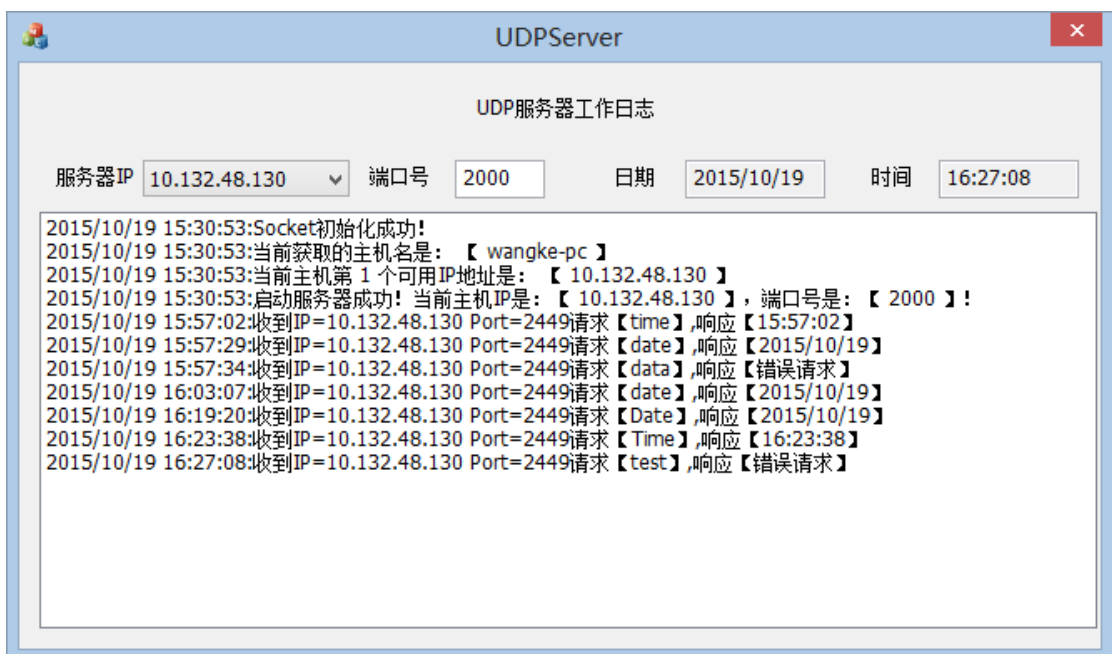 UDPServer
UDP服务器工作日志
服务器IP 10.132.48.130 端口号 2000 日期 2015/10/19 时间 16:27:08
2015/10/19 15:30:53:Socket初始化成功!
2015/10/19 15:30:53:当前获取的主机名是: 【 wangke-pc 】
2015/10/19 15:30:53:当前主机第 1 个可用IP地址是: 【 10.132.48.130 】
2015/10/19 15:30:53:启动服务器成功! 当前主机IP是:【 10.132.48.130 】，端口号是:【 2000 】!
2015/10/19 15:57:02:收到IP=10.132.48.130 Port=2449请求【time】,响应【15:57:02】
2015/10/19 15:57:29:收到IP=10.132.48.130 Port=2449请求【date】,响应【2015/10/19】
2015/10/19 15:57:34:收到IP=10.132.48.130 Port=2449请求【data】,响应【错误请求】
2015/10/19 16:03:07:收到IP=10.132.48.130 Port=2449请求【date】,响应【2015/10/19】
2015/10/19 16:19:20:收到IP=10.132.48.130 Port=2449请求【Date】,响应【2015/10/19】
2015/10/19 16:23:38:收到IP=10.132.48.130 Port=2449请求【Time】,响应【16:23:38】
2015/10/19 16:27:08:收到IP=10.132.48.130 Port=2449请求【test】,响应【错误请求】